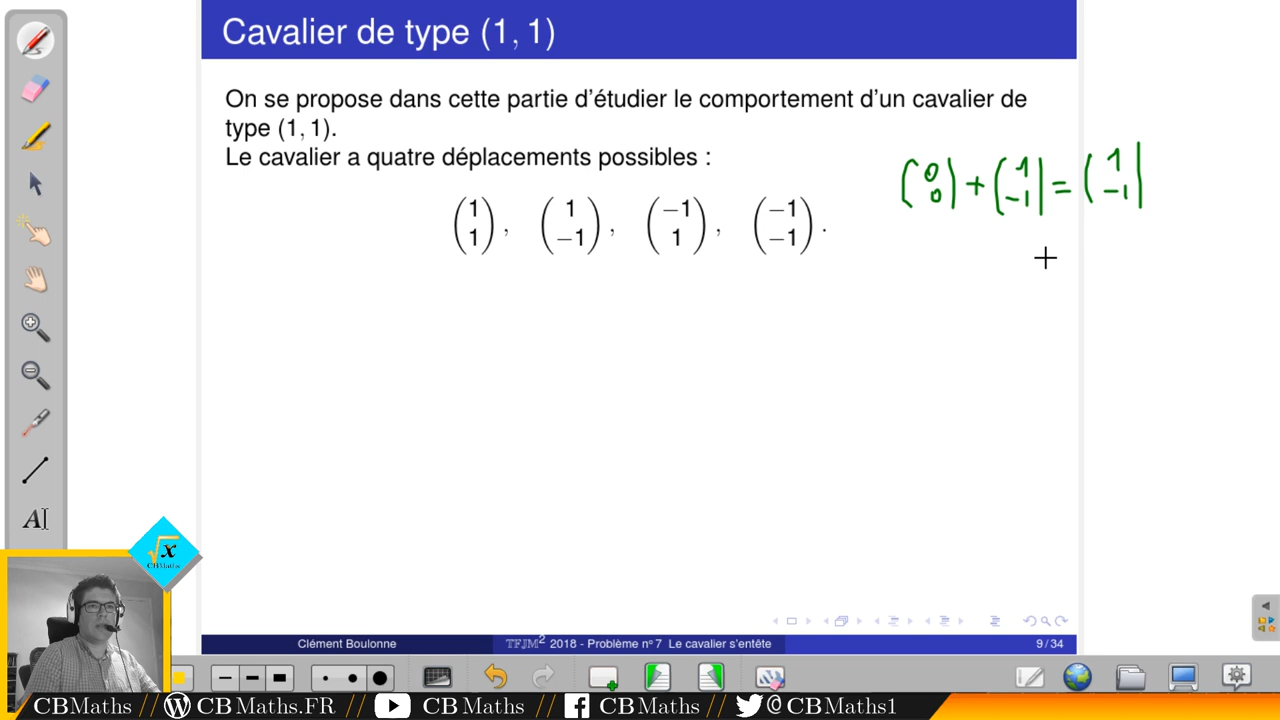 Cavalier de type (1, 1)
On se propose dans cette partie d'étudier le comportement d'un cavalier de
type (1, 1).
Le cavalier a quatre déplacements possibles :
(1 1), (1 −1), (−1 1), (−1 −1).
(0 0) + (1 −1) = (1 −1)
AI
√x
CBMaths
Clément Boulonne
TFJM² 2018 - Problème nº 7 Le cavalier s'entête
9 / 34
CBMaths CBMaths.FR CBMaths CBMaths @CBMaths1